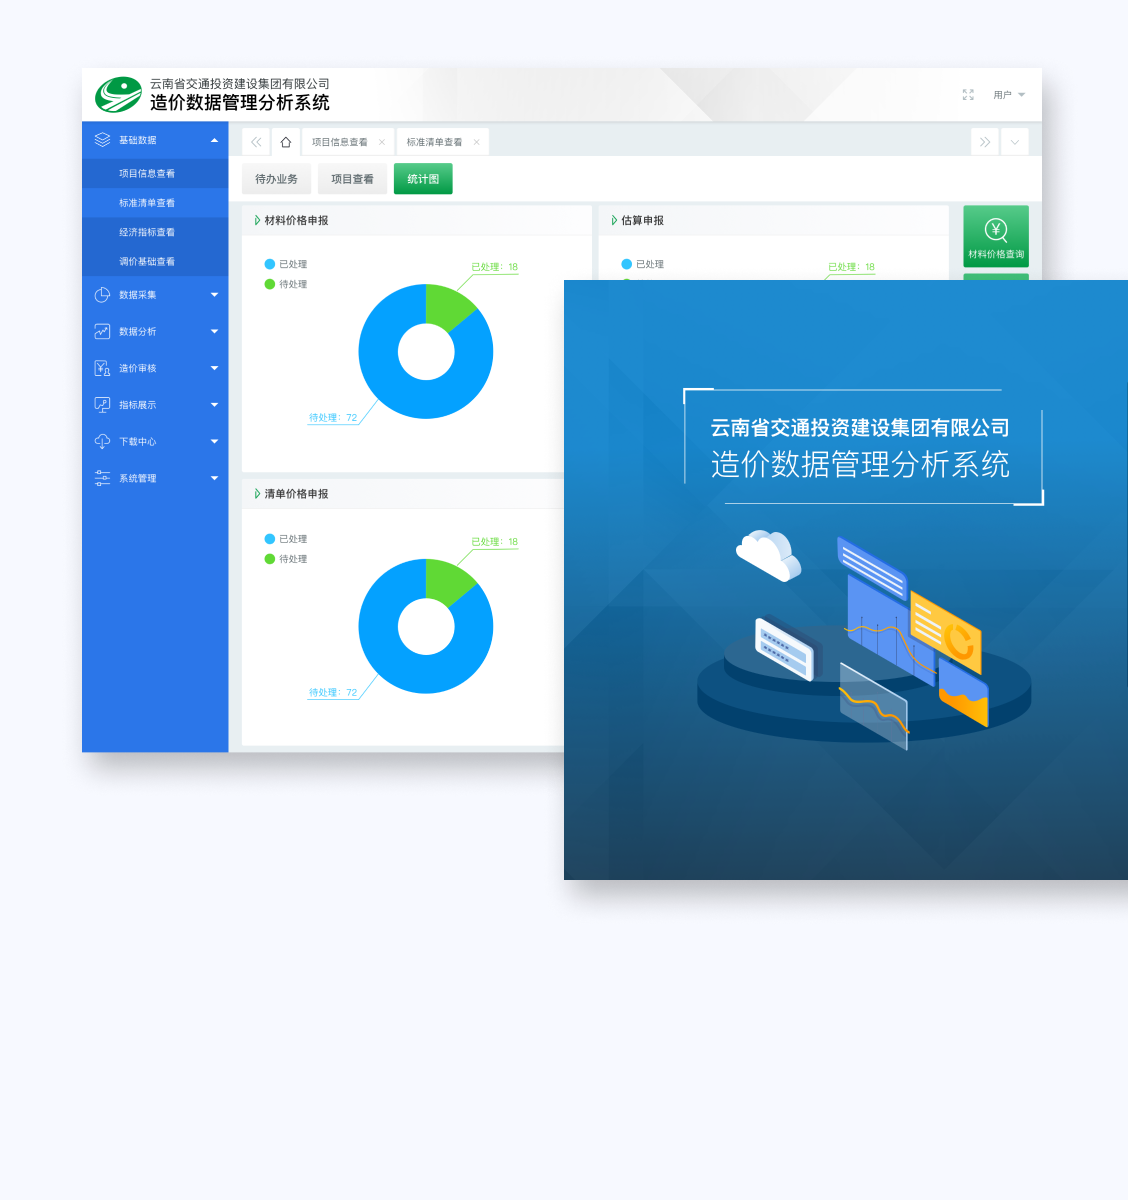 云南省交通投资建设集团有限公司
造价数据管理分析系统
用户
基础数据
项目信息查看
标准清单查看
经济指标查看
调价基础查看
数据采集
数据分析
造价审核
指标展示
下载中心
系统管理
项目信息查看
标准清单查看
待办业务
项目查看
统计图
材料价格申报
已处理
待处理
已处理：18
待处理：72
估算申报
已处理
已处理：18
材料价格查询
清单价格申报
已处理
待处理
已处理：18
待处理：72
云南省交通投资建设集团有限公司
造价数据管理分析系统